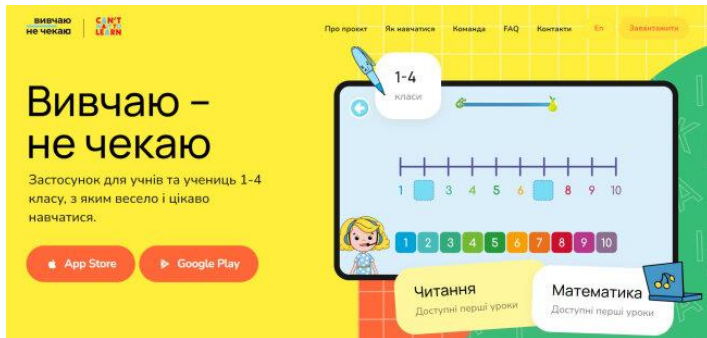 вивчаю
не чекаю
CAN'T
WAIT TO
LEARN
Про проєкт Як навчатися Команда FAQ Контакти En Завантажити
Вивчаю –
не чекаю
Застосунок для учнів та учениць 1-4
класу, з яким весело і цікаво
навчатися.
App Store Google Play
1-4
класи
1 3 4 5 6 8 9 10
1 2 3 4 5 6 7 8 9 10
Читання
Доступні перші уроки
Математика
Доступні перші уроки